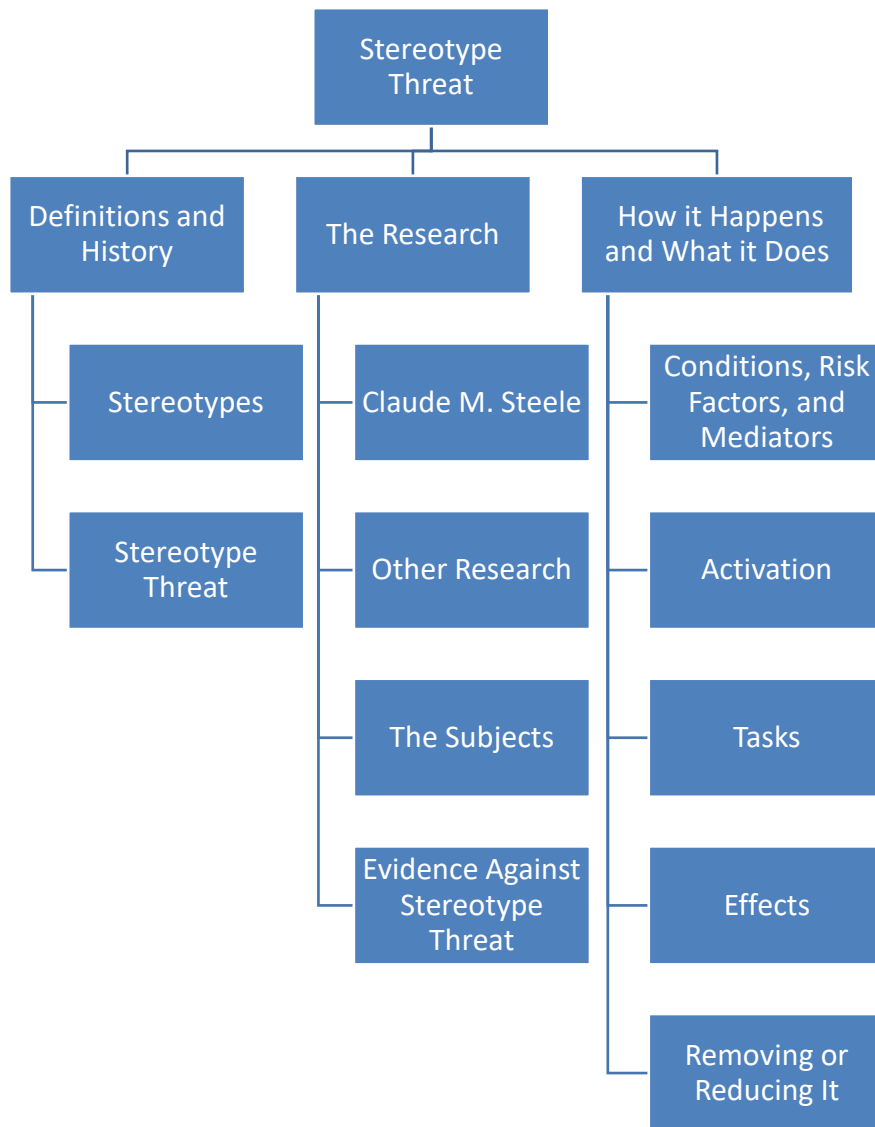 Stereotype
Threat
Definitions and
History
Stereotypes
Stereotype
Threat
The Research
Claude M. Steele
Other Research
The Subjects
Evidence Against
Stereotype
Threat
How it Happens
and What it Does
Conditions, Risk
Factors, and
Mediators
Activation
Tasks
Effects
Removing or
Reducing It